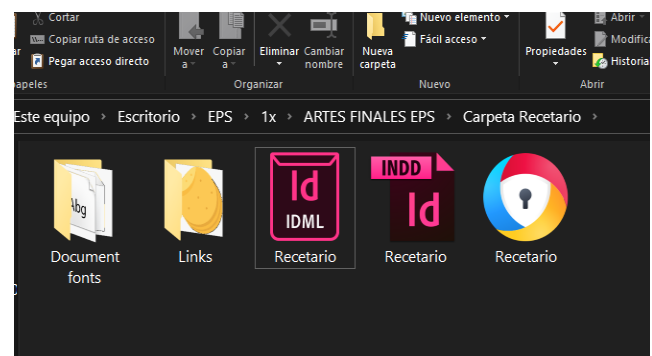 Cortar
Copiar ruta de acceso
Pegar acceso directo
Mover a
Copiar a
Eliminar
Cambiar nombre
Organizar
Nueva carpeta
Nuevo elemento
Fácil acceso
Nuevo
Propiedades
Abrir
Modifica
Historia
Abrir
Este equipo > Escritorio > EPS > 1x > ARTES FINALES EPS > Carpeta Recetario >
Abg
Document fonts
Links
Id
IDML
Recetario
INDD
Id
Recetario
Recetario